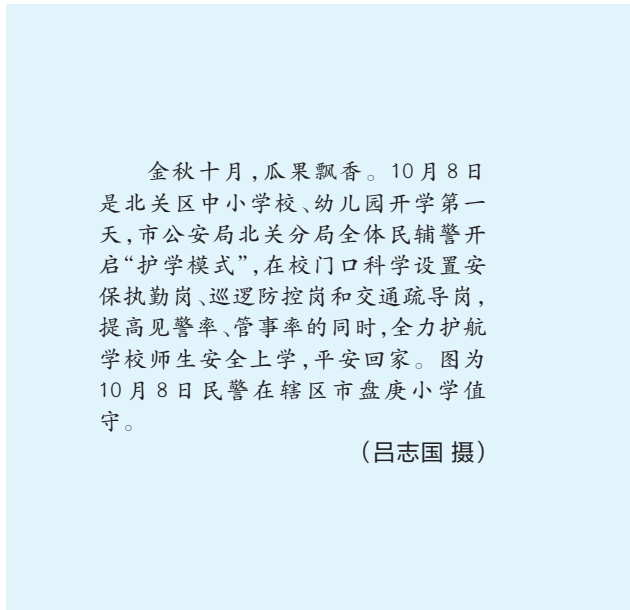 金秋十月,瓜果飘香。10月8日
是北关区中小学校、幼儿园开学第一
天,市公安局北关分局全体民辅警开
启“护学模式”,在校门口科学设置安
保执勤岗、巡逻防控岗和交通疏导岗,
提高见警率、管事率的同时,全力护航
学校师生安全上学,平安回家。图为
10月8日民警在辖区市盘庚小学值
守。
(吕志国 摄)